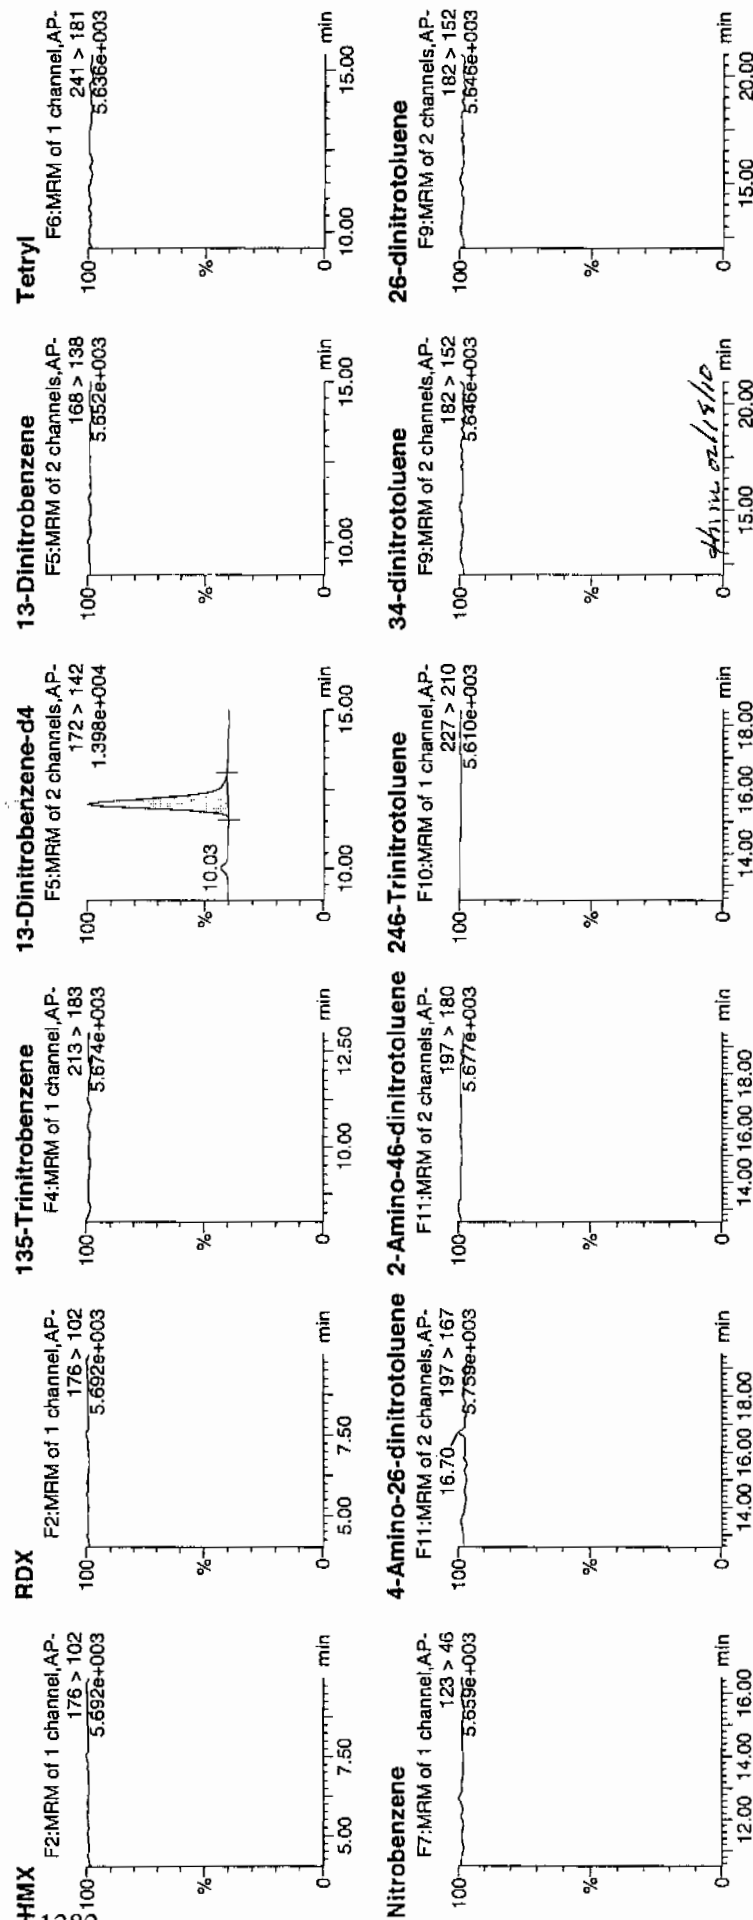 HMX
F2:MRM of 1 channel,AP-
176 > 102
5.692e+003
100
%
0
5.00 7.50 min
RDX
F2:MRM of 1 channel,AP-
176 > 102
5.692e+003
100
%
0
5.00 7.50 min
135-Trinitrobenzene
F4:MRM of 1 channel,AP-
213 > 183
5.674e+003
100
%
0
10.00 12.50 min
13-Dinitrobenzene-d4
F5:MRM of 2 channels,AP-
172 > 142
1.398e+004
100
10.03
%
0
10.00 15.00 min
13-Dinitrobenzene
F5:MRM of 2 channels,AP-
168 > 138
5.652e+003
100
%
0
10.00 15.00 min
Tetryl
F6:MRM of 1 channel,AP-
241 > 181
5.636e+003
100
%
0
10.00 15.00 min
Nitrobenzene
F7:MRM of 1 channel,AP-
123 > 46
5.659e+003
100
%
0
12.00 14.00 16.00 min
4-Amino-26-dinitrotoluene
F11:MRM of 2 channels,AP-
197 > 167
5.759e+003
100
16.70
%
0
14.00 16.00 18.00 min
2-Amino-46-dinitrotoluene
F11:MRM of 2 channels,AP-
197 > 180
5.677e+003
100
%
0
14.00 16.00 18.00 min
246-Trinitrotoluene
F10:MRM of 1 channel,AP-
227 > 210
5.610e+003
100
%
0
14.00 16.00 18.00 min
34-dinitrotoluene
F9:MRM of 2 channels,AP-
182 > 152
5.646e+003
100
%
0
15.00 20.00 min
26-dinitrotoluene
F9:MRM of 2 channels,AP-
182 > 152
5.646e+003
100
%
0
15.00 20.00 min